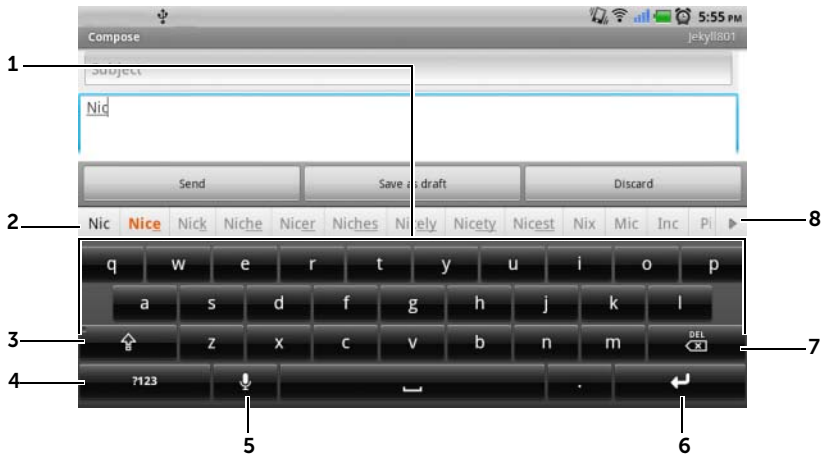 5:55 PM
Compose
Jekyll801
1
Subject
Nic
Send Save as draft Discard
2 Nic Nice Nick Niche Nicer Niches Nicely Nicety Nicest Nix Mic Inc Pi 8
q w e r t y u i o p
a s d f g h j k l
3 z x c v b n m DEL 7
4 ?123 .
5 6